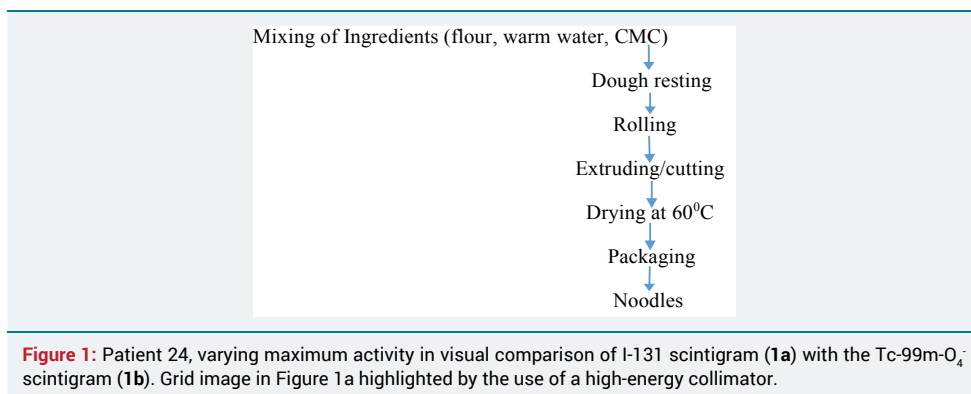 Mixing of Ingredients (flour, warm water, CMC)
Dough resting
Rolling
Extruding/cutting
Drying at 60⁰C
Packaging
Noodles
Figure 1: Patient 24, varying maximum activity in visual comparison of I-131 scintigram (1a) with the Tc-99m-O₄⁻
scintigram (1b). Grid image in Figure 1a highlighted by the use of a high-energy collimator.